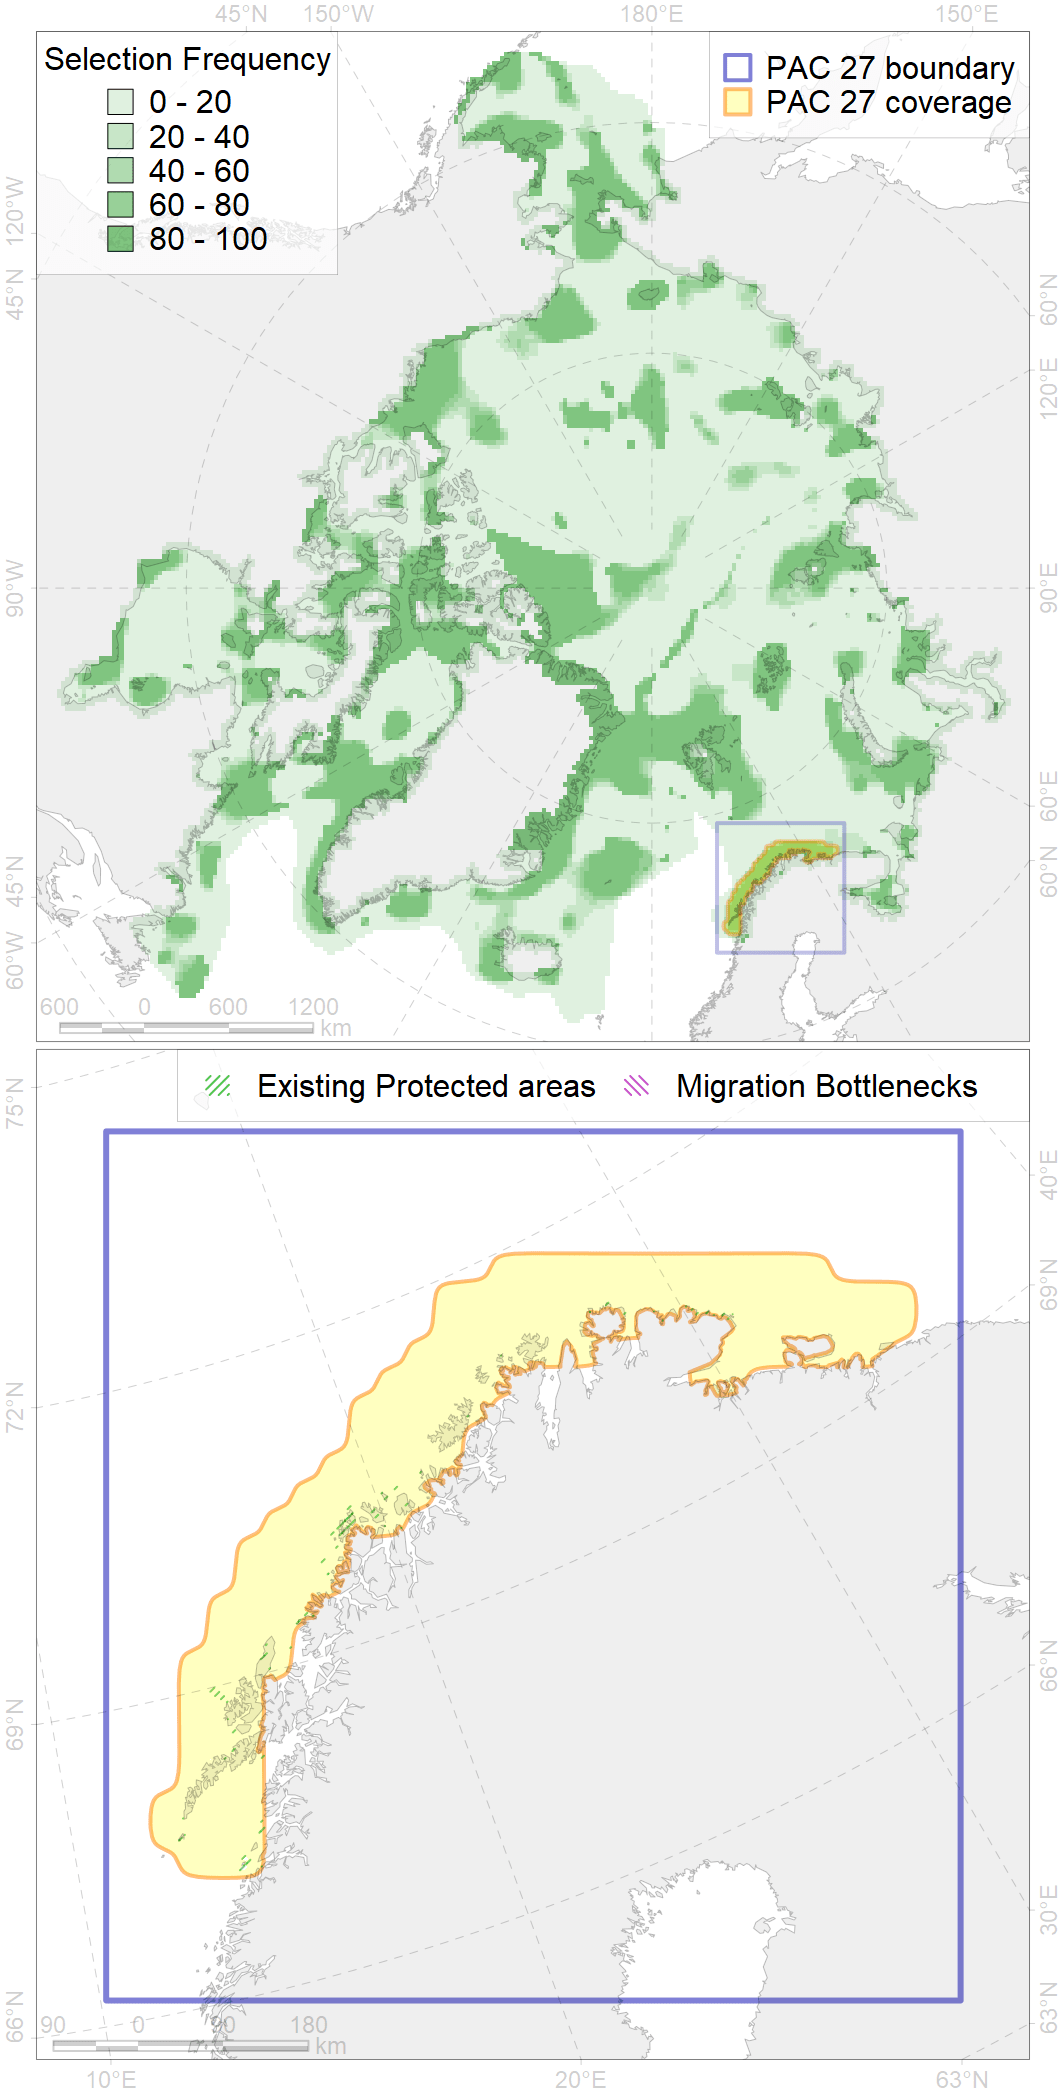 45°N 150°W 180°E 150°E
Selection Frequency
0 - 20
20 - 40
40 - 60
60 - 80
80 - 100
PAC 27 boundary
PAC 27 coverage
120°W
45°N
90°W
45°N
60°W
60°N
120°E
90°E
60°E
60°N
600 0 600 1200
km
Existing Protected areas Migration Bottlenecks
75°N
72°N
69°N
66°N
40°E
69°N
66°N
30°E
63°N
90 0 90 180
km
10°E 20°E 63°N